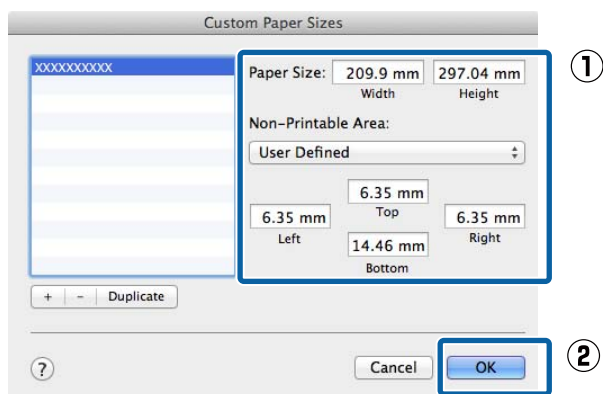 Custom Paper Sizes
XXXXXXXXXX
Paper Size: 209.9 mm 297.04 mm
Width Height
Non-Printable Area:
User Defined
6.35 mm
Top
6.35 mm 6.35 mm
Left Right
14.46 mm
Bottom
+ - Duplicate
? Cancel OK
1
2